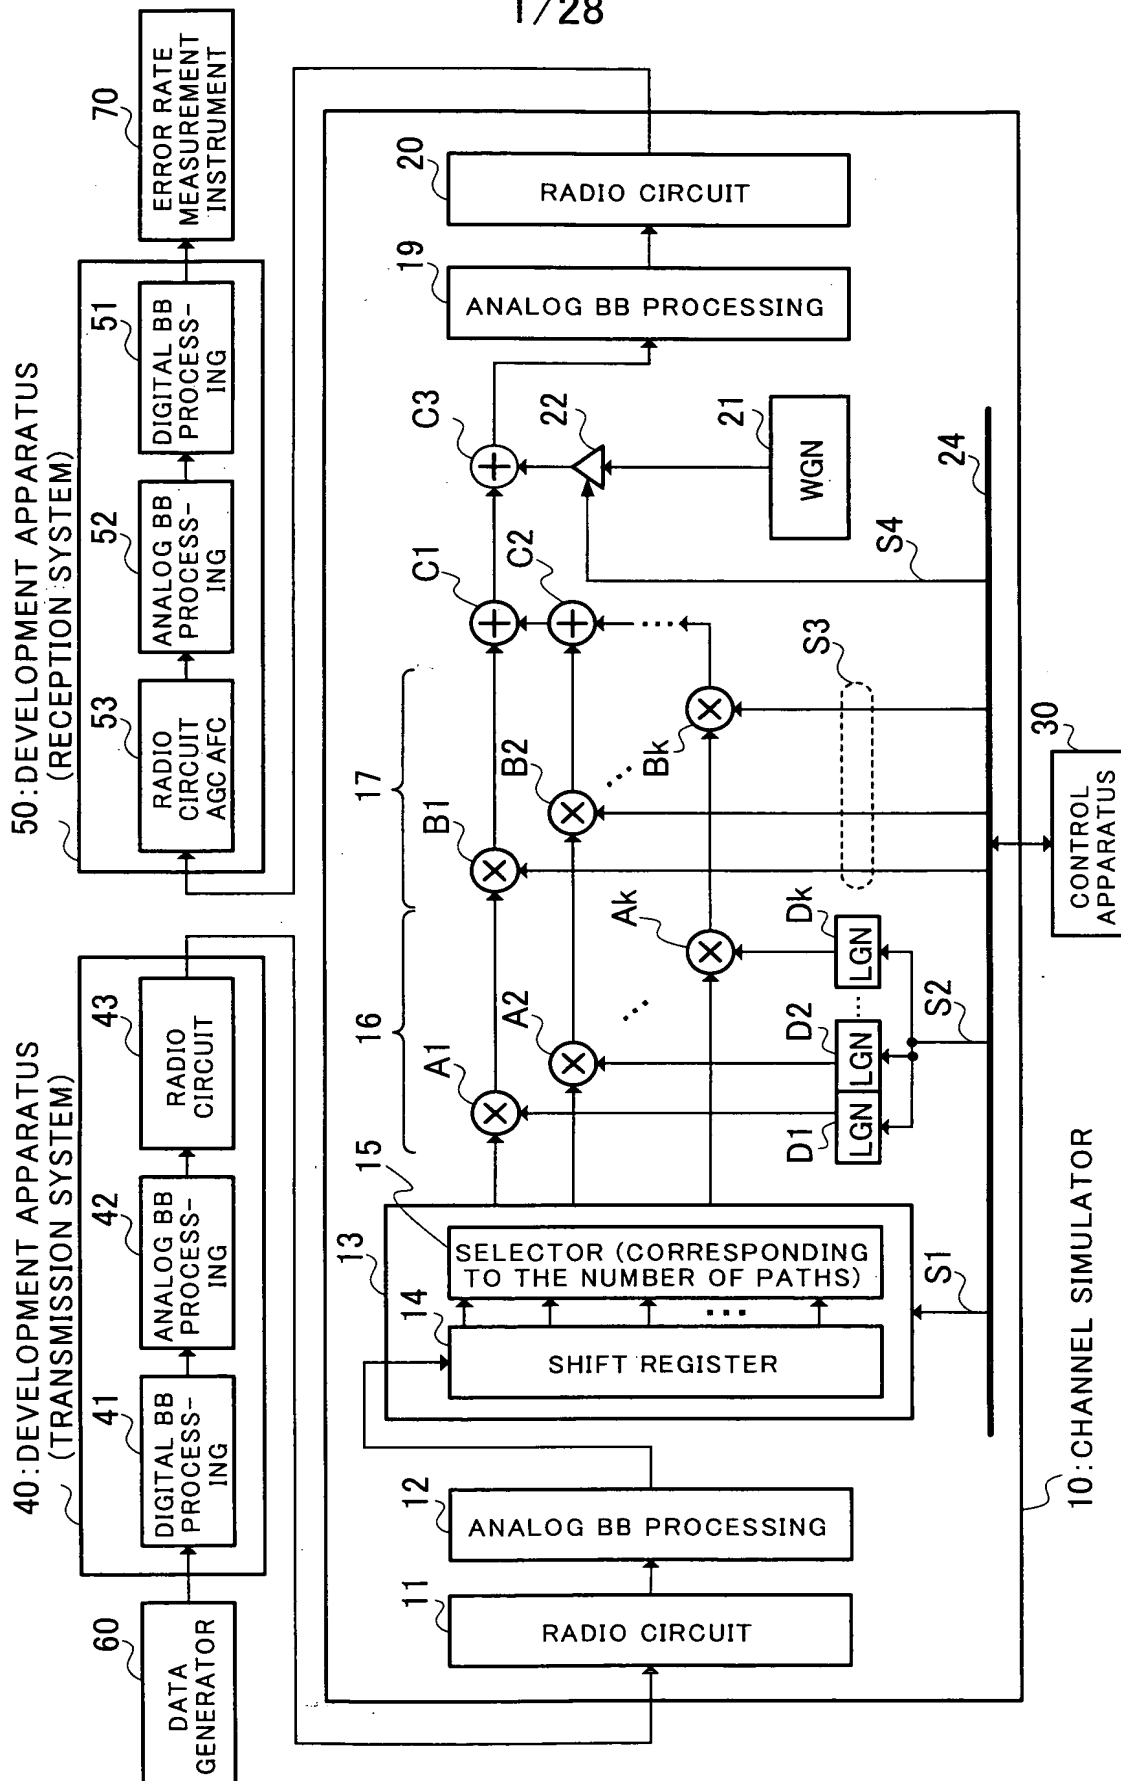 1/28
40:DEVELOPMENT APPARATUS
(TRANSMISSION SYSTEM)
50:DEVELOPMENT APPARATUS
(RECEPTION SYSTEM)
60
DATA
GENERATOR
41
DIGITAL BB
PROCESS-
ING
42
ANALOG BB
PROCESS-
ING
43
RADIO
CIRCUIT
53
RADIO
CIRCUIT
AGC AFC
52
ANALOG BB
PROCESS-
ING
51
DIGITAL BB
PROCESS-
ING
70
ERROR RATE
MEASUREMENT
INSTRUMENT
11
RADIO CIRCUIT
12
ANALOG BB PROCESSING
13
14
SHIFT REGISTER
15
SELECTOR (CORRESPONDING
TO THE NUMBER OF PATHS)
16
A1
A2
Ak
17
B1
B2
Bk
C1
C2
C3
22
19
ANALOG BB PROCESSING
20
RADIO CIRCUIT
D1
LGN
D2
LGN
Dk
LGN
21
WGN
S1
S2
S3
S4
24
30
CONTROL
APPARATUS
10:CHANNEL SIMULATOR